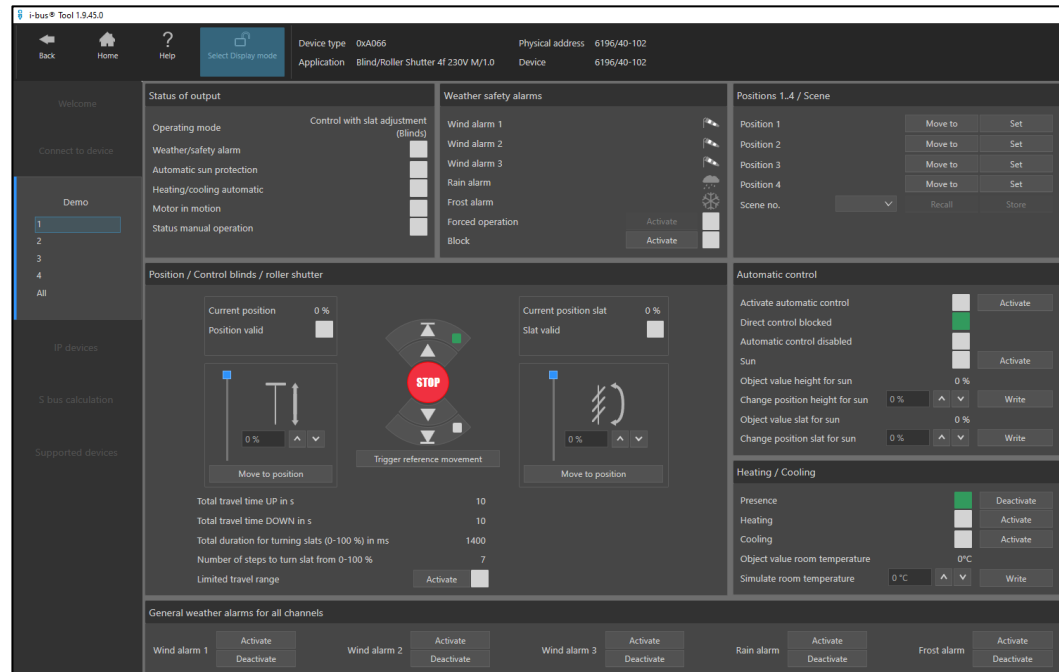 i-bus® Tool 1.9.45.0
Back
Home
Help
Select Display mode
Device type 0xA066
Physical address 6196/40-102
Application Blind/Roller Shutter 4f 230V M/1.0
Device 6196/40-102
Welcome
Connect to device
Demo
1
2
3
4
All
IP devices
S bus calculation
Supported devices
Status of output
Operating mode Control with slat adjustment
(Blinds)
Weather/safety alarm
Automatic sun protection
Heating/cooling automatic
Motor in motion
Status manual operation
Weather safety alarms
Wind alarm 1
Wind alarm 2
Wind alarm 3
Rain alarm
Frost alarm
Forced operation Activate
Block Activate
Positions 1..4 / Scene
Position 1 Move to Set
Position 2 Move to Set
Position 3 Move to Set
Position 4 Move to Set
Scene no. Recall Store
Position / Control blinds / roller shutter
Current position 0 %
Position valid
0 %
Move to position
STOP
Trigger reference movement
Current position slat 0 %
Slat valid
0 %
Move to position
Total travel time UP in s 10
Total travel time DOWN in s 10
Total duration for turning slats (0-100 %) in ms 1400
Number of steps to turn slat from 0-100 % 7
Limited travel range Activate
Automatic control
Activate automatic control Activate
Direct control blocked
Automatic control disabled
Sun Activate
Object value height for sun 0 %
Change position height for sun 0 % Write
Object value slat for sun 0 %
Change position slat for sun 0 % Write
Heating / Cooling
Presence Deactivate
Heating Activate
Cooling Activate
Object value room temperature 0°C
Simulate room temperature 0 °C Write
General weather alarms for all channels
Wind alarm 1 Activate Deactivate
Wind alarm 2 Activate Deactivate
Wind alarm 3 Activate Deactivate
Rain alarm Activate Deactivate
Frost alarm Activate Deactivate